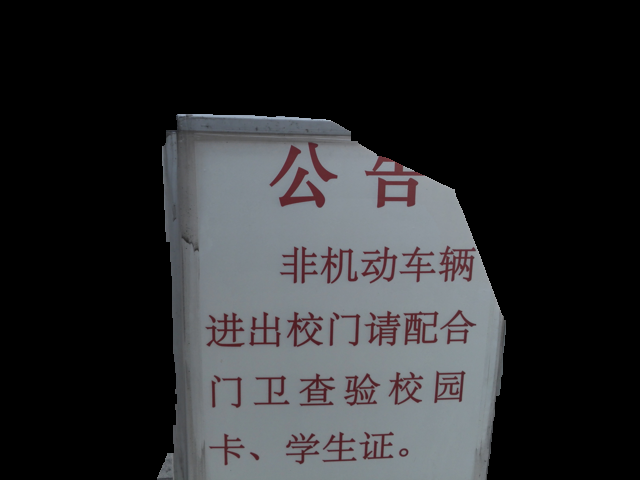 公告
非机动车辆
进出校门请配合
门卫查验校园
卡、学生证。